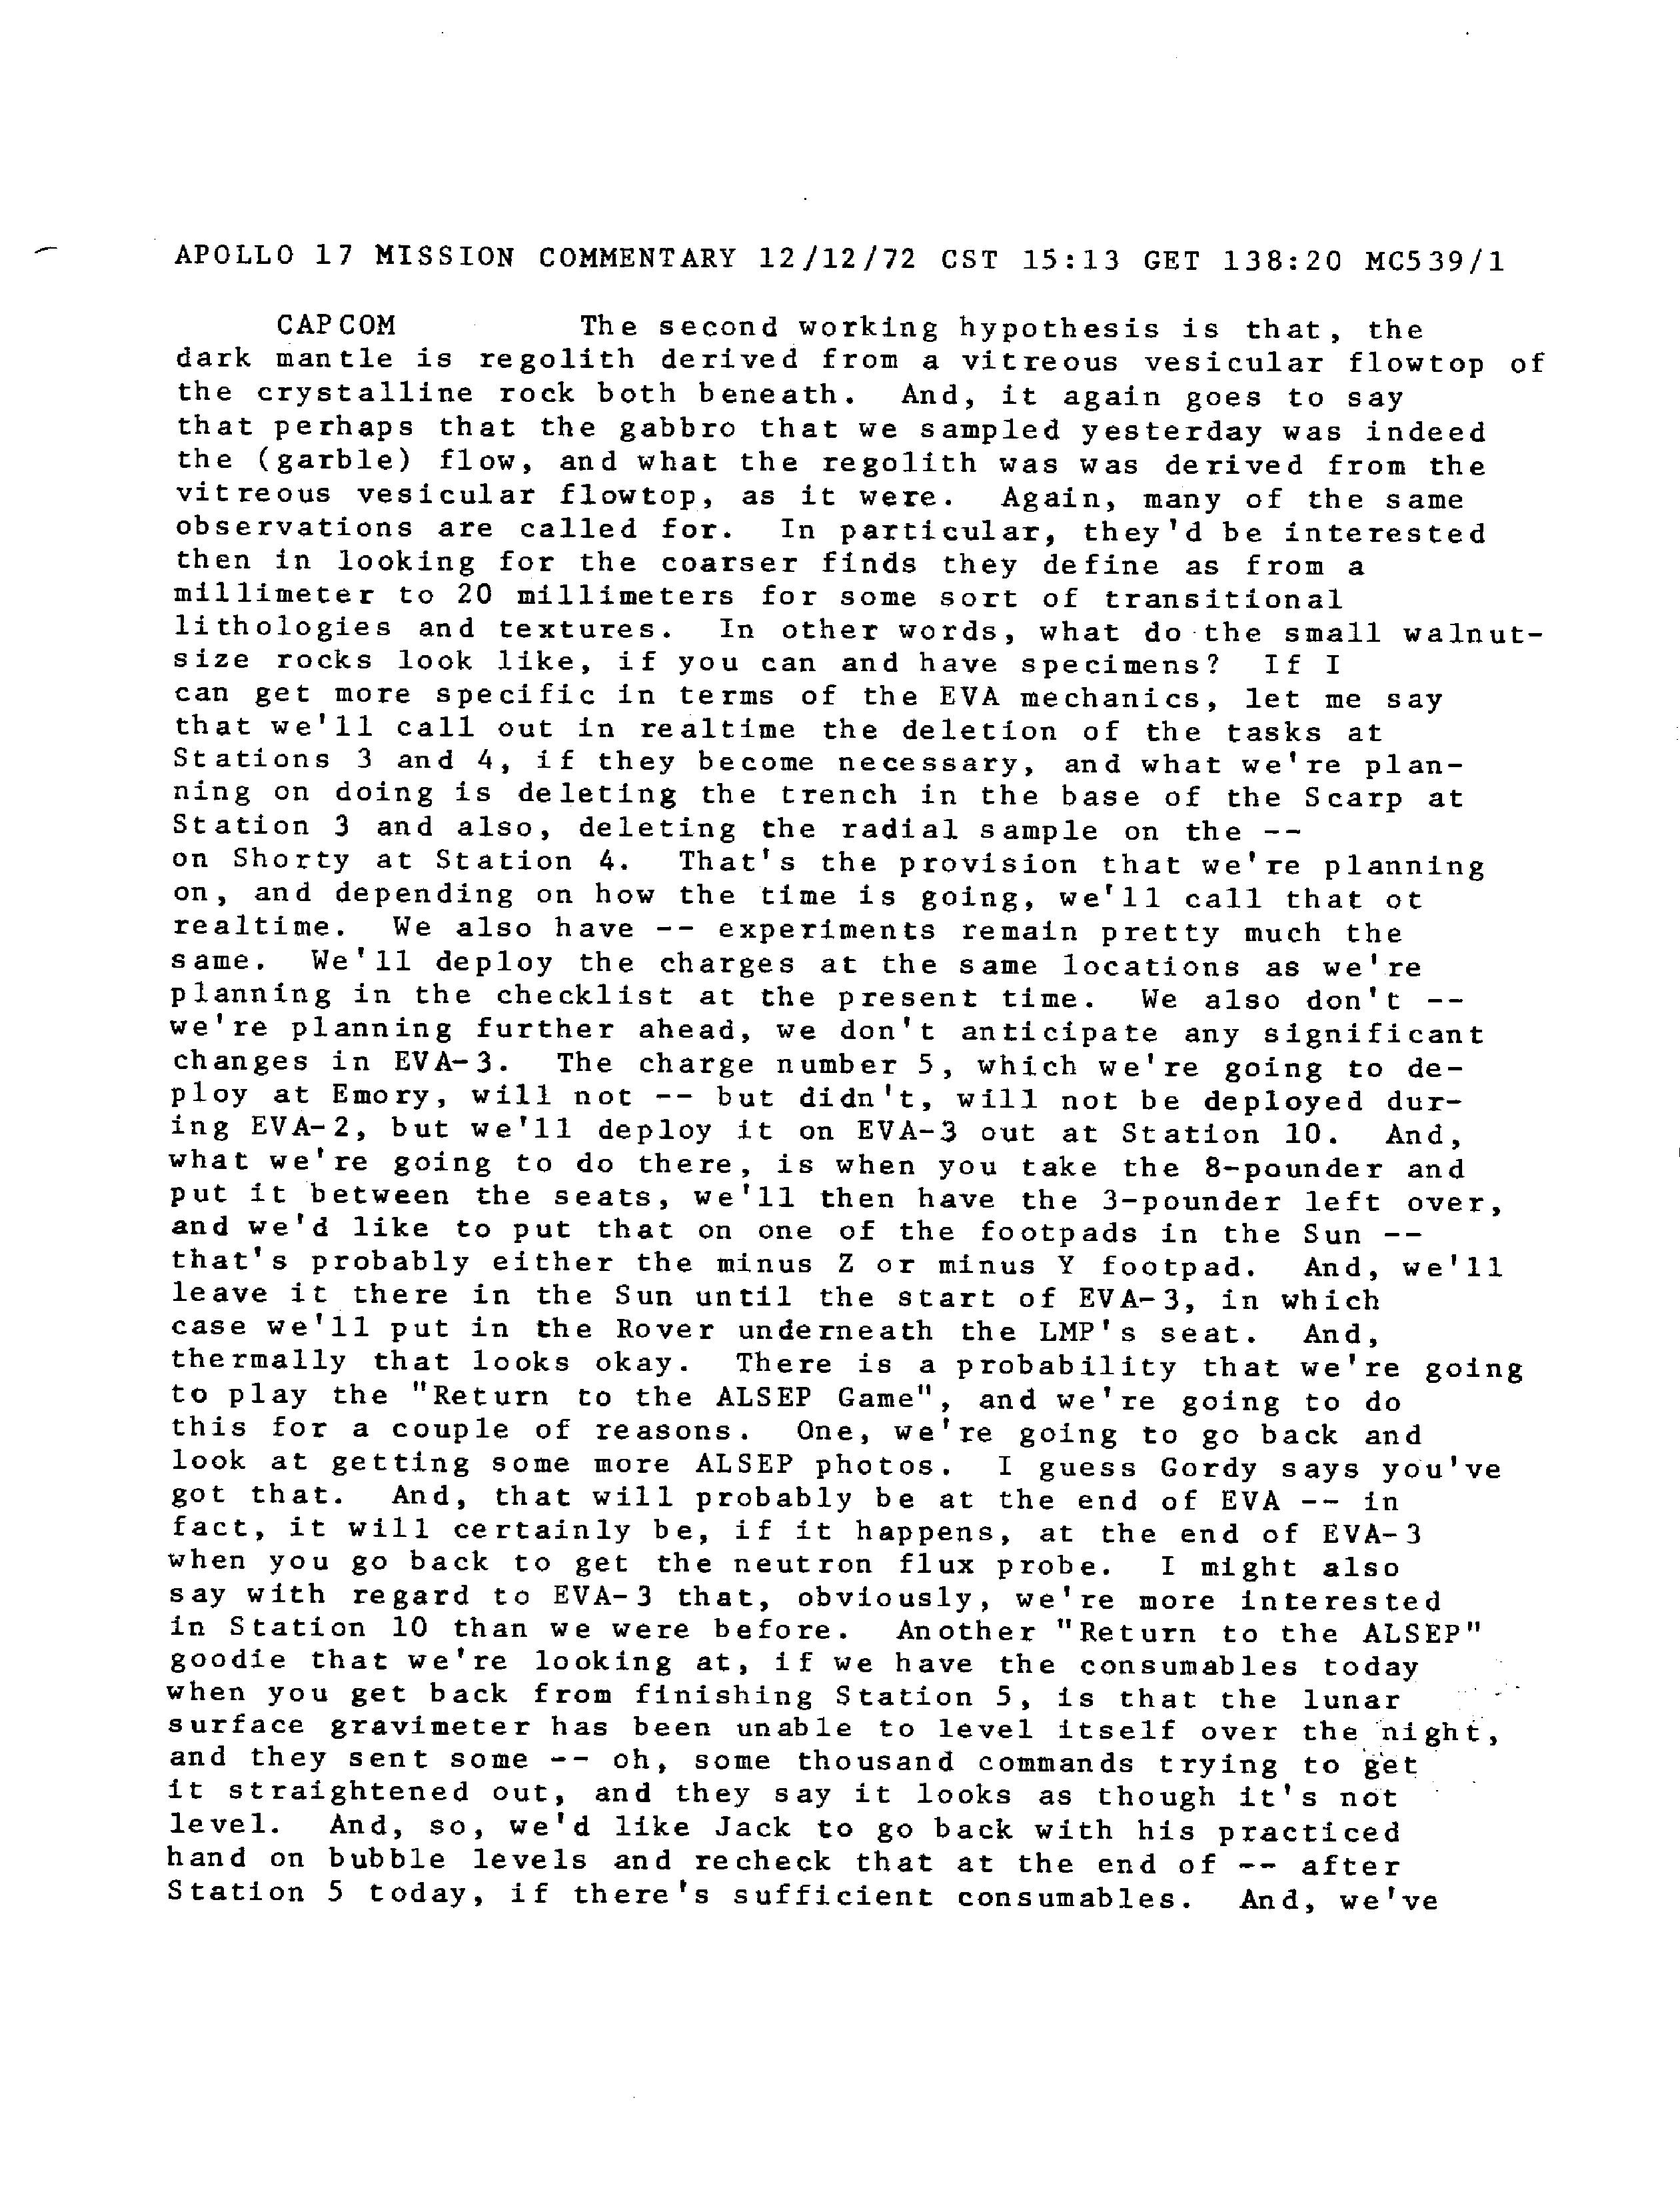 APOLLO 17 MISSION COMMENTARY 12/12/72 CST 15:13 GET 138:20 MC539/1
CAPCOM The second working hypothesis is that, the
dark mantle is regolith derived from a vitreous vesicular flowtop of
the crystalline rock both beneath. And, it again goes to say
that perhaps that the gabbro that we sampled yesterday was indeed
the (garble) flow, and what the regolith was was derived from the
vitreous vesicular flowtop, as it were. Again, many of the same
observations are called for. In particular, they'd be interested
then in looking for the coarser finds they define as from a
millimeter to 20 millimeters for some sort of transitional
lithologies and textures. In other words, what do the small walnut-
size rocks look like, if you can and have specimens? If I
can get more specific in terms of the EVA mechanics, let me say
that we'll call out in realtime the deletion of the tasks at
Stations 3 and 4, if they become necessary, and what we're plan-
ning on doing is deleting the trench in the base of the Scarp at
Station 3 and also, deleting the radial sample on the --
on Shorty at Station 4. That's the provision that we're planning
on, and depending on how the time is going, we'll call that ot
realtime. We also have -- experiments remain pretty much the
same. We'll deploy the charges at the same locations as we're
planning in the checklist at the present time. We also don't --
we're planning further ahead, we don't anticipate any significant
changes in EVA-3. The charge number 5, which we're going to de-
ploy at Emory, will not -- but didn't, will not be deployed dur-
ing EVA-2, but we'll deploy it on EVA-3 out at Station 10. And,
what we're going to do there, is when you take the 8-pounder and
put it between the seats, we'll then have the 3-pounder left over,
and we'd like to put that on one of the footpads in the Sun --
that's probably either the minus Z or minus Y footpad. And, we'll
leave it there in the Sun until the start of EVA-3, in which
case we'll put in the Rover underneath the LMP's seat. And,
thermally that looks okay. There is a probability that we're going
to play the "Return to the ALSEP Game", and we're going to do
this for a couple of reasons. One, we're going to go back and
look at getting some more ALSEP photos. I guess Gordy says you've
got that. And, that will probably be at the end of EVA -- in
fact, it will certainly be, if it happens, at the end of EVA-3
when you go back to get the neutron flux probe. I might also
say with regard to EVA-3 that, obviously, we're more interested
in Station 10 than we were before. Another "Return to the ALSEP"
goodie that we're looking at, if we have the consumables today
when you get back from finishing Station 5, is that the lunar
surface gravimeter has been unable to level itself over the night,
and they sent some -- oh, some thousand commands trying to get
it straightened out, and they say it looks as though it's not
level. And, so, we'd like Jack to go back with his practiced
hand on bubble levels and recheck that at the end of -- after
Station 5 today, if there's sufficient consumables. And, we've